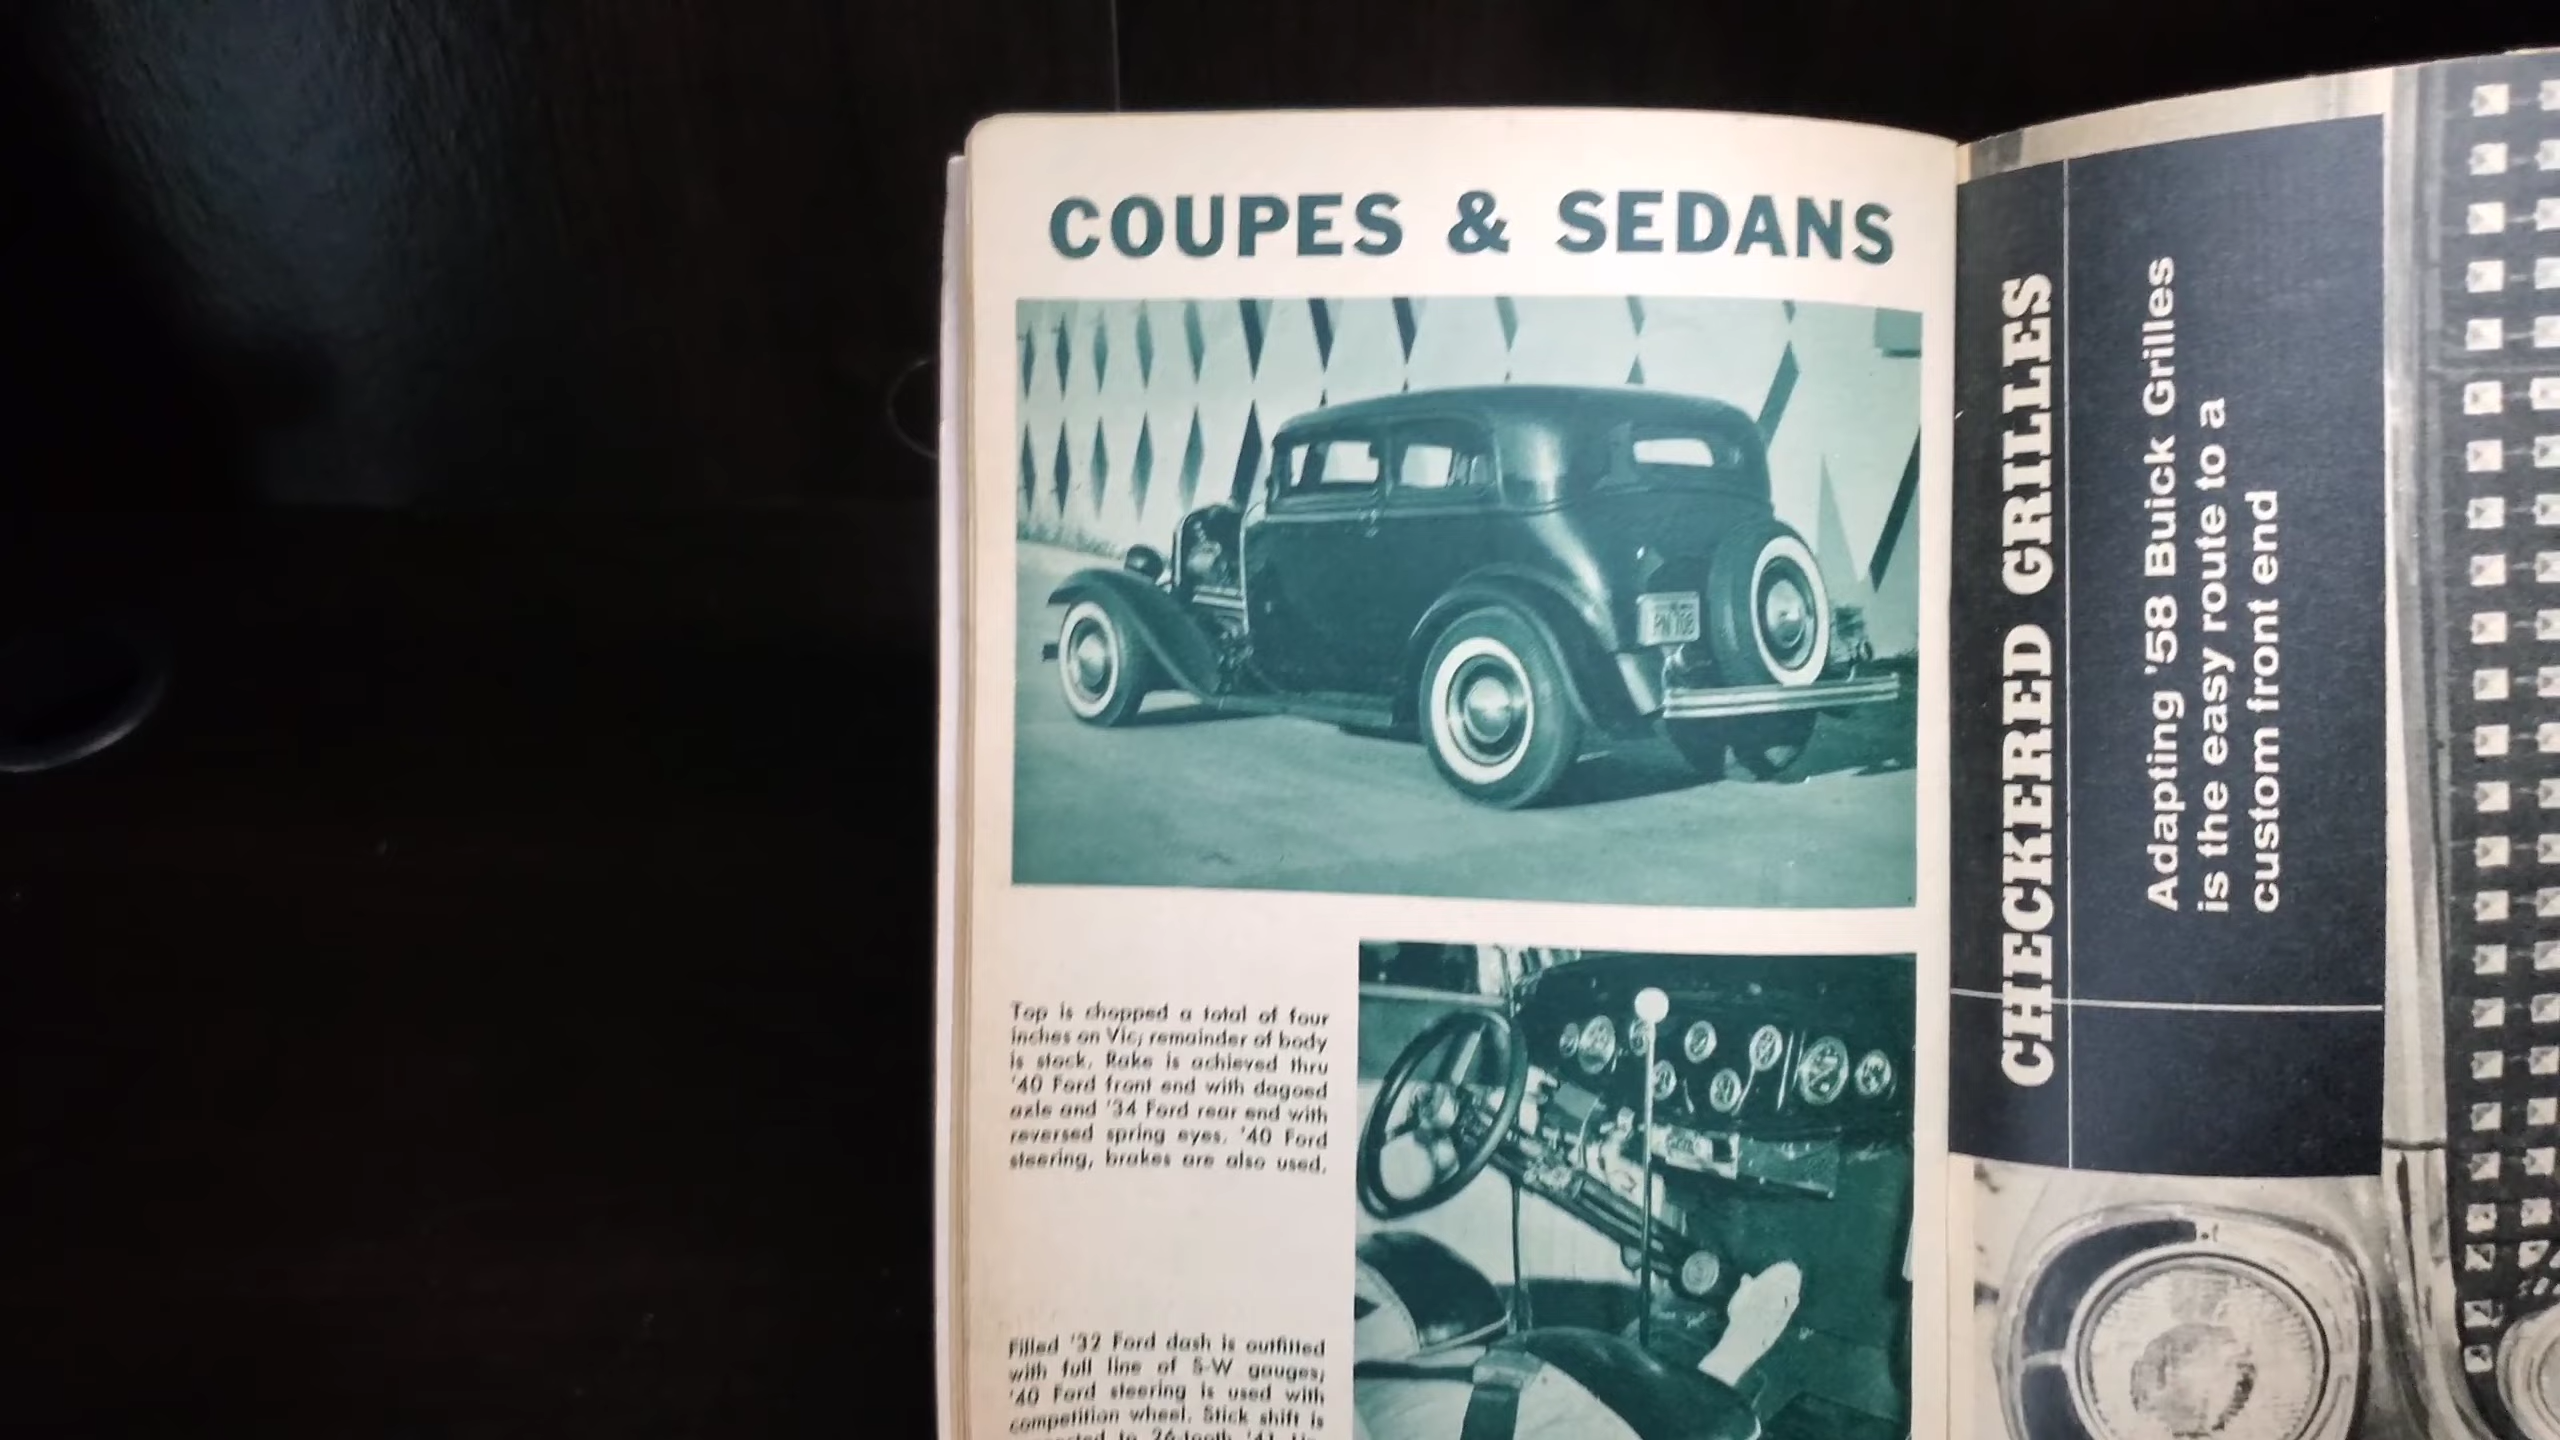 COUPES & SEDANS
Top is chopped a total of four
inches on Vic; remainder of body
is stock. Rake is achieved thru
'40 Ford front end with dagoed
axle and '34 Ford rear end with
reversed spring eyes. '40 Ford
steering, brakes are also used.
Filled '32 Ford dash is outfitted
with full line of S-W gauges;
'40 Ford steering is used with
competition wheel. Stick shift is
to 26-tooth '41
CHECKERED GRILLES
Adapting '58 Buick Grilles
is the easy route to a
custom front end